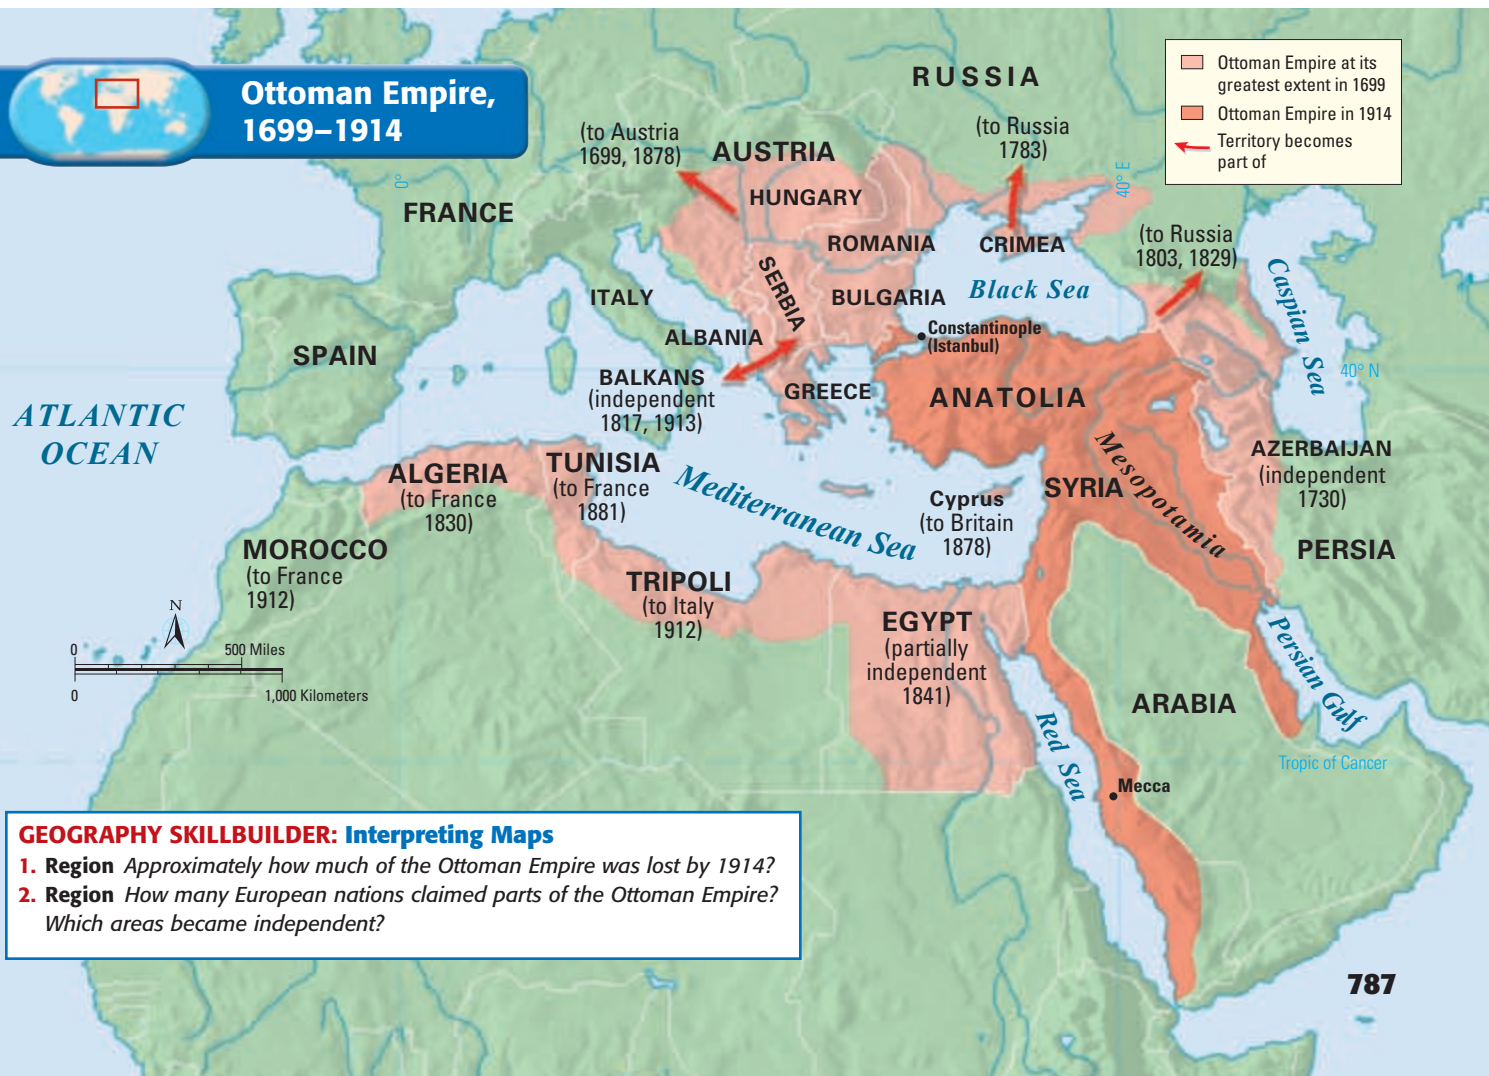 Ottoman Empire,
1699–1914
Ottoman Empire at its
greatest extent in 1699
Ottoman Empire in 1914
Territory becomes
part of
RUSSIA
(to Austria
1699, 1878)
AUSTRIA
(to Russia
1783)
40° E
0°
FRANCE
HUNGARY
ROMANIA
CRIMEA
(to Russia
1803, 1829)
Caspian Sea
SERBIA
BULGARIA
Black Sea
ITALY
ALBANIA
Constantinople
(Istanbul)
SPAIN
40° N
BALKANS
(independent
1817, 1913)
GREECE
ANATOLIA
ATLANTIC
OCEAN
Mesopotamia
AZERBAIJAN
(independent
1730)
ALGERIA
(to France
1830)
TUNISIA
(to France
1881)
Mediterranean Sea
Cyprus
(to Britain
1878)
SYRIA
PERSIA
MOROCCO
(to France
1912)
TRIPOLI
(to Italy
1912)
EGYPT
(partially
independent
1841)
Persian Gulf
N
0 500 Miles
0 1,000 Kilometers
ARABIA
Red Sea
Tropic of Cancer
Mecca
GEOGRAPHY SKILLBUILDER: Interpreting Maps
1. Region Approximately how much of the Ottoman Empire was lost by 1914?
2. Region How many European nations claimed parts of the Ottoman Empire?
Which areas became independent?
787